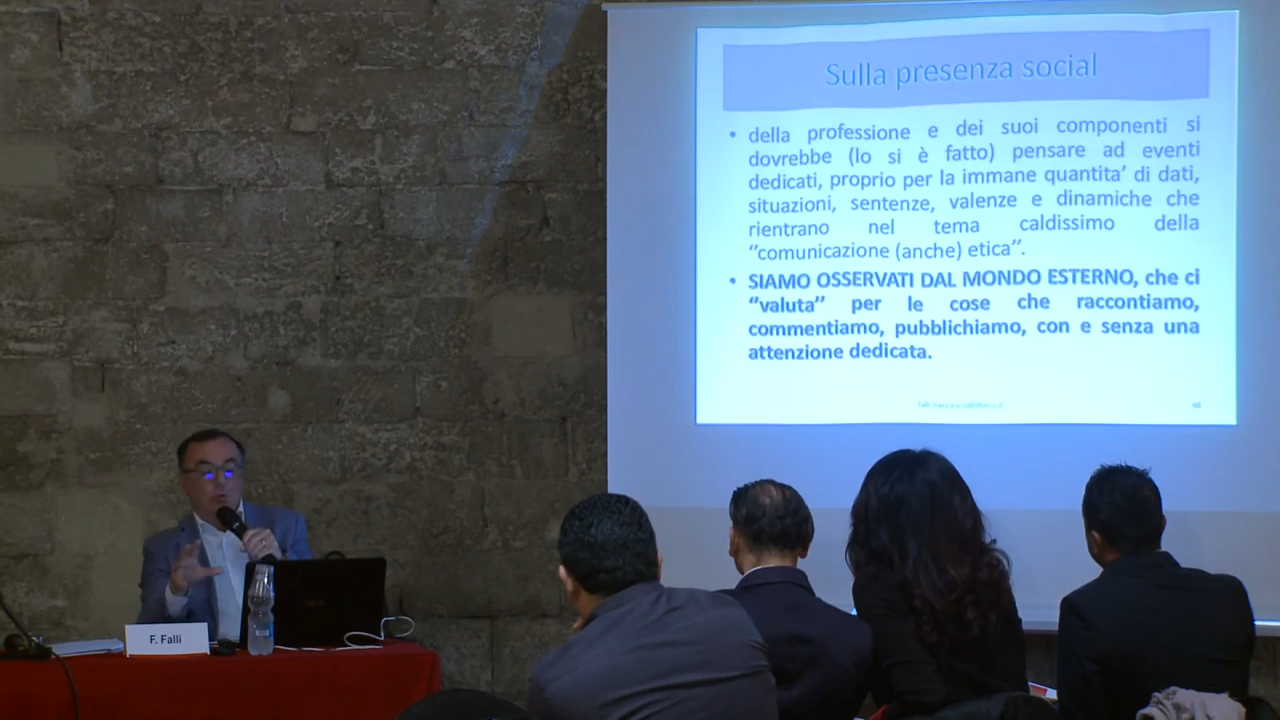 Sulla presenza social
• della professione e dei suoi componenti si
dovrebbe (lo si è fatto) pensare ad eventi
dedicati, proprio per la immane quantita’ di dati,
situazioni, sentenze, valenze e dinamiche che
rientrano nel tema caldissimo della
‘’comunicazione (anche) etica’’.
• SIAMO OSSERVATI DAL MONDO ESTERNO, che ci
‘’valuta’’ per le cose che raccontiamo,
commentiamo, pubblichiamo, con e senza una
attenzione dedicata.
48
F. Falli